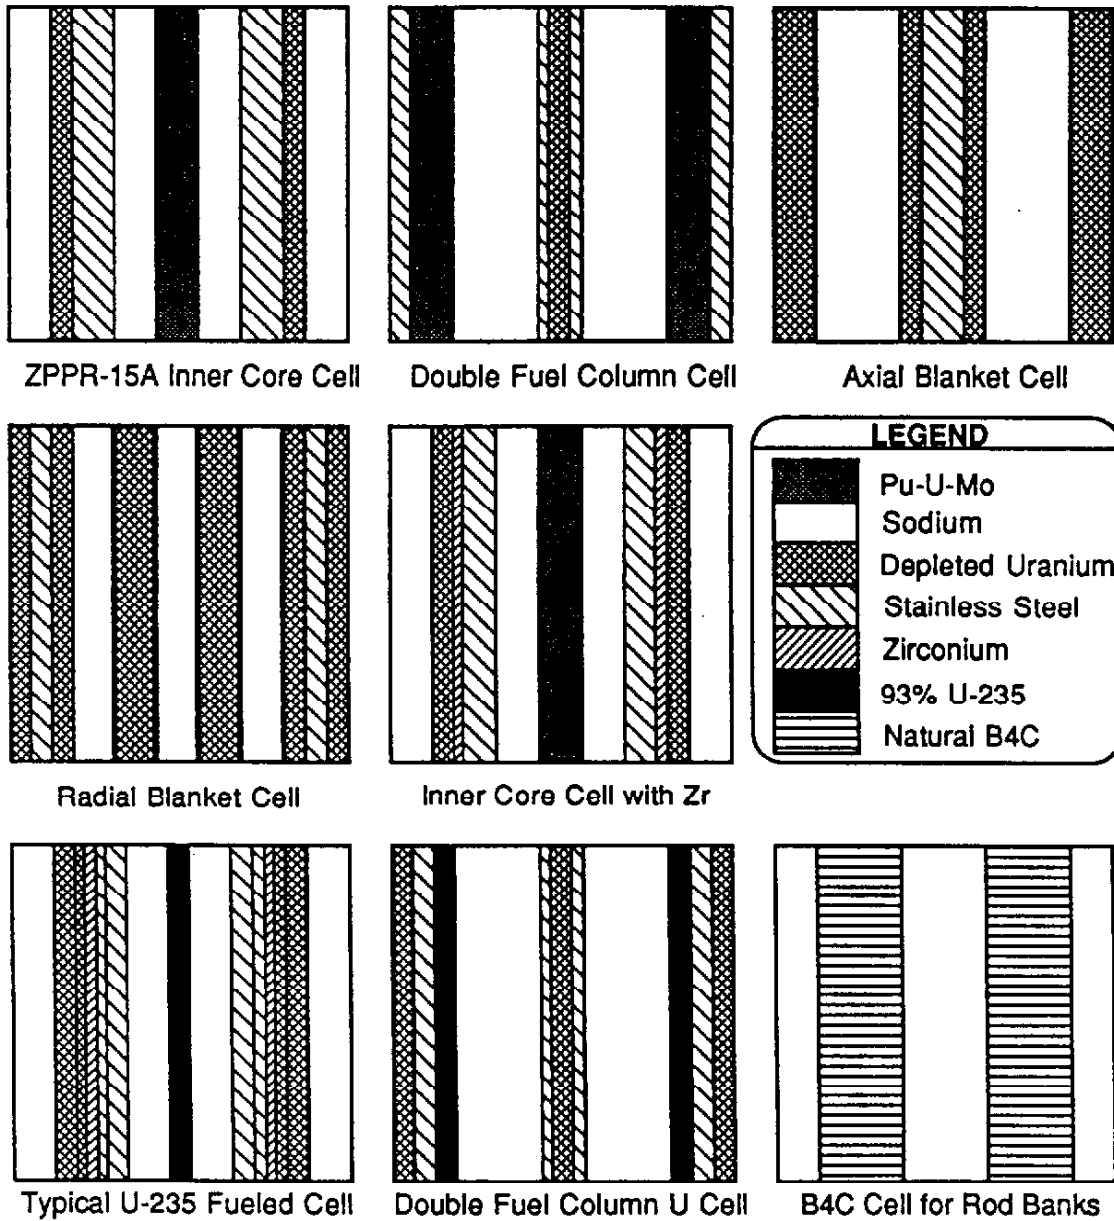 ZPPR-15A Inner Core Cell
Double Fuel Column Cell
Axial Blanket Cell
LEGEND
Pu-U-Mo
Sodium
Depleted Uranium
Stainless Steel
Zirconium
93% U-235
Natural B4C
Radial Blanket Cell
Inner Core Cell with Zr
Typical U-235 Fueled Cell
Double Fuel Column U Cell
B4C Cell for Rod Banks